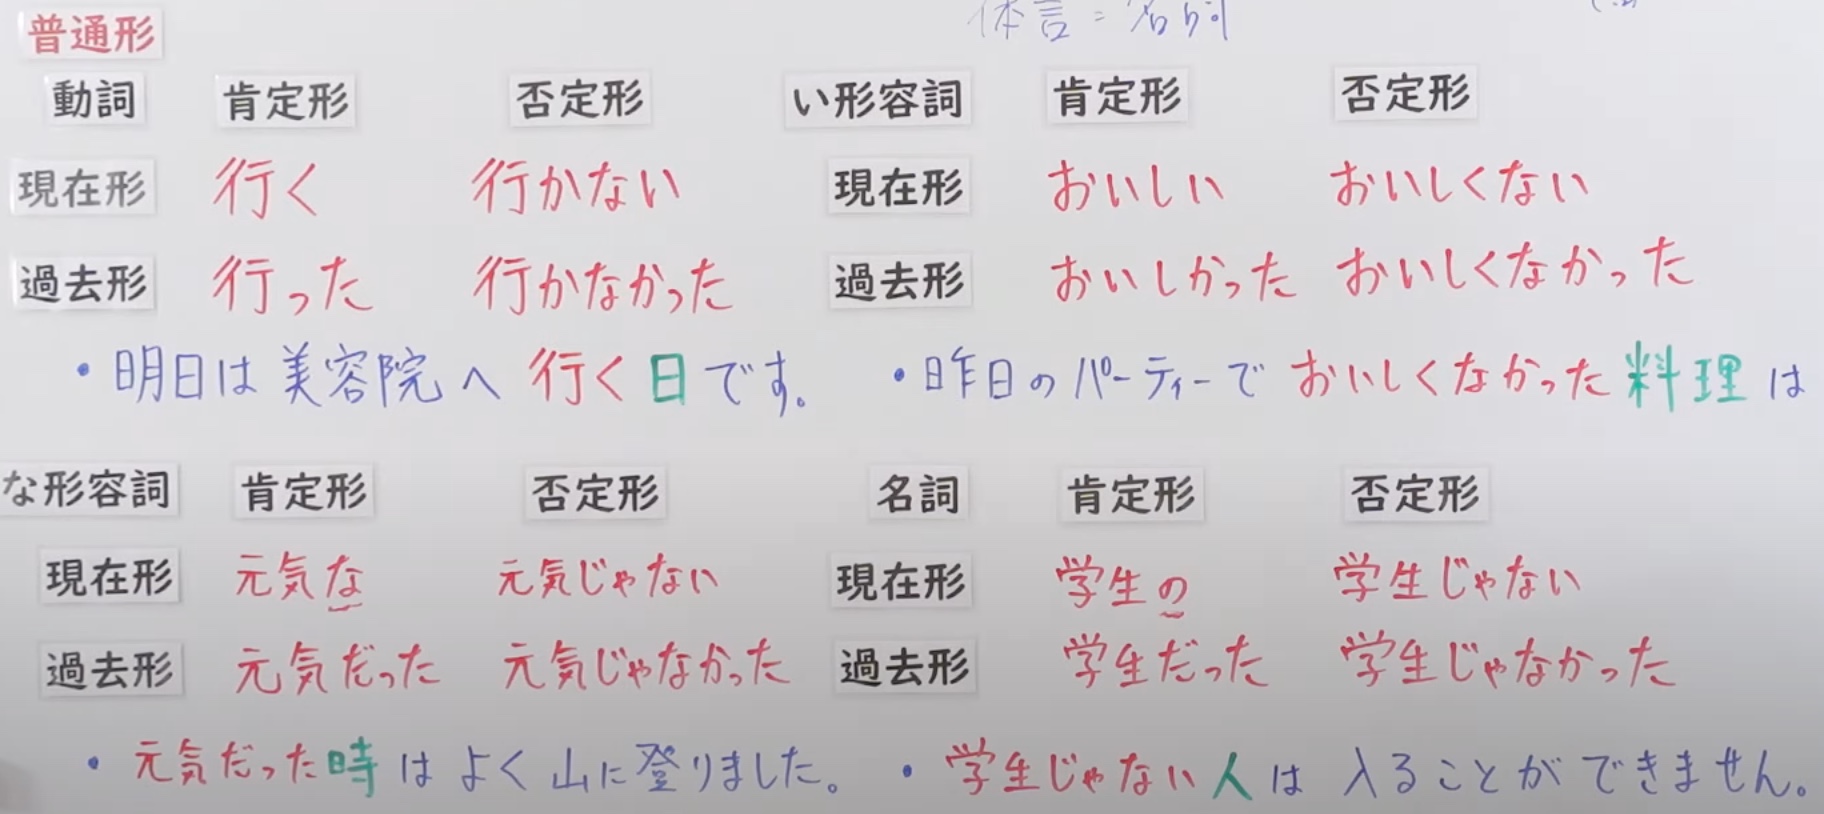 体言=名詞
普通形
動詞 肯定形 否定形 い形容詞 肯定形 否定形
現在形 行く 行かない 現在形 おいしい おいしくない
過去形 行った 行かなかった 過去形 おいしかった おいしくなかった
・明日は美容院へ行く日です。 ・昨日のパーティーでおいしくなかった料理は
な形容詞 肯定形 否定形 名詞 肯定形 否定形
現在形 元気な 元気じゃない 現在形 学生の 学生じゃない
過去形 元気だった 元気じゃなかった 過去形 学生だった 学生じゃなかった
・元気だった時はよく山に登りました。 ・学生じゃない人は入ることができません。